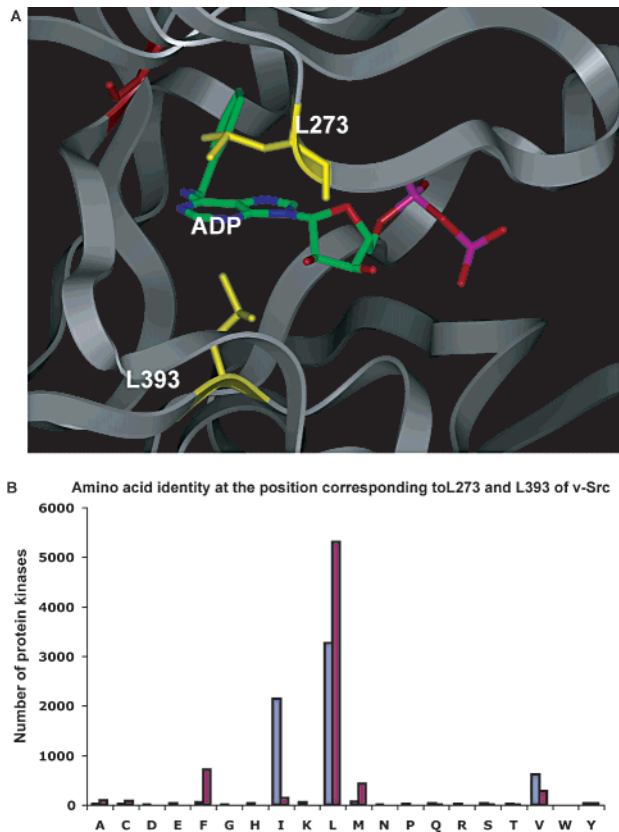 A
L273
ADP
L393
B Amino acid identity at the position corresponding toL273 and L393 of v-Src
Number of protein kinases
6000
5000
4000
3000
2000
1000
0
A C D E F G H I K L M N P Q R S T V W Y